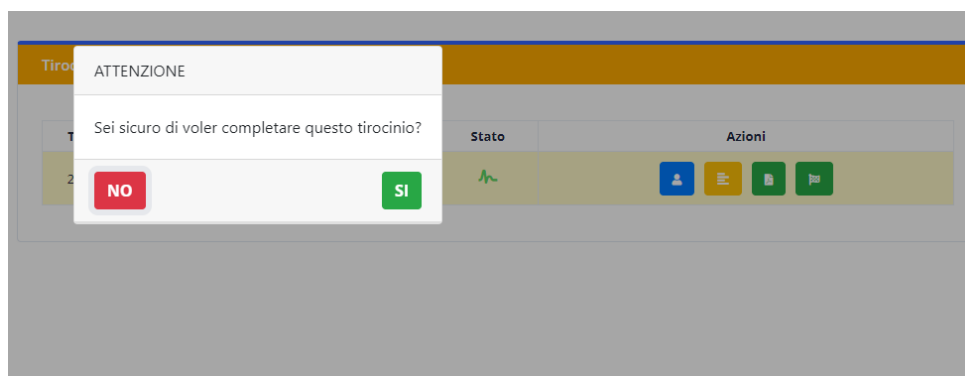 ATTENZIONE
Sei sicuro di voler completare questo tirocinio?
Stato
Azioni
NO
SI